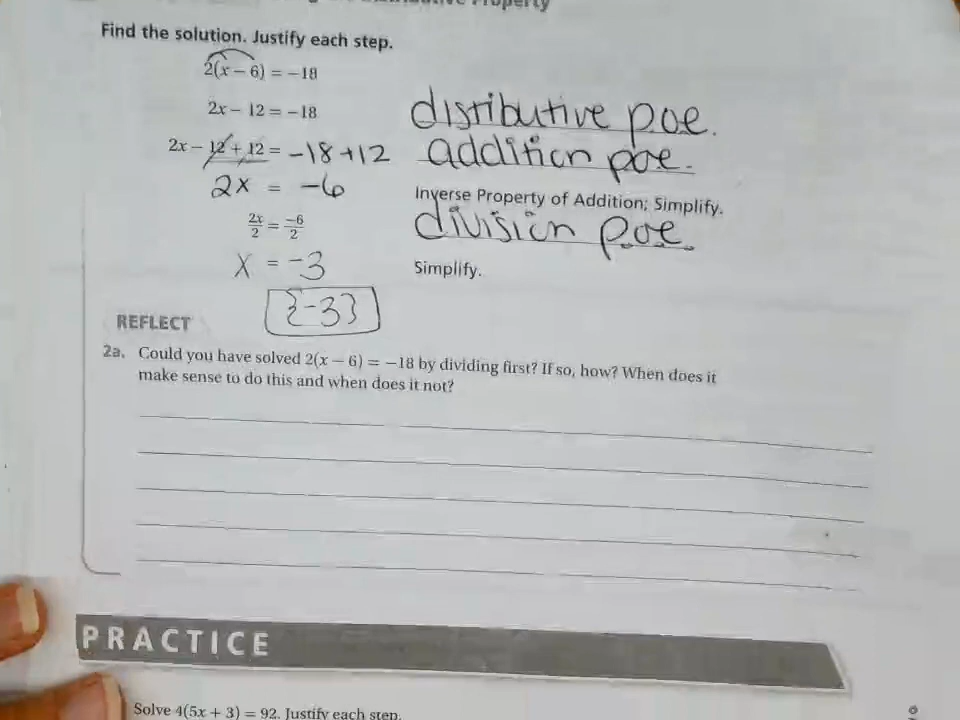 Property
Find the solution. Justify each step.
2(x – 6) = –18
2x – 12 = –18 distributive p.o.e.
2x – 12 + 12 = –18 +12 addition poe.
2x = -6 Inverse Property of Addition; Simplify.
2x/2 = –6/2 division p.o.e.
x = -3 Simplify.
{-3}
REFLECT
2a. Could you have solved 2(x – 6) = –18 by dividing first? If so, how? When does it
make sense to do this and when does it not?
PRACTICE
Solve 4(5x + 3) = 92. Justify each step.